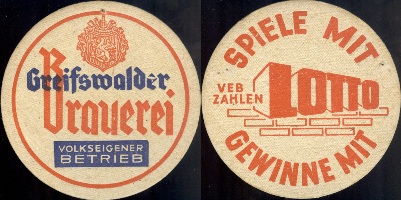 Greifswalder
Brauerei
VOLKSEIGENER
BETRIEB
SPIELE MIT
VEB
ZAHLEN
LOTTO
GEWINNE MIT